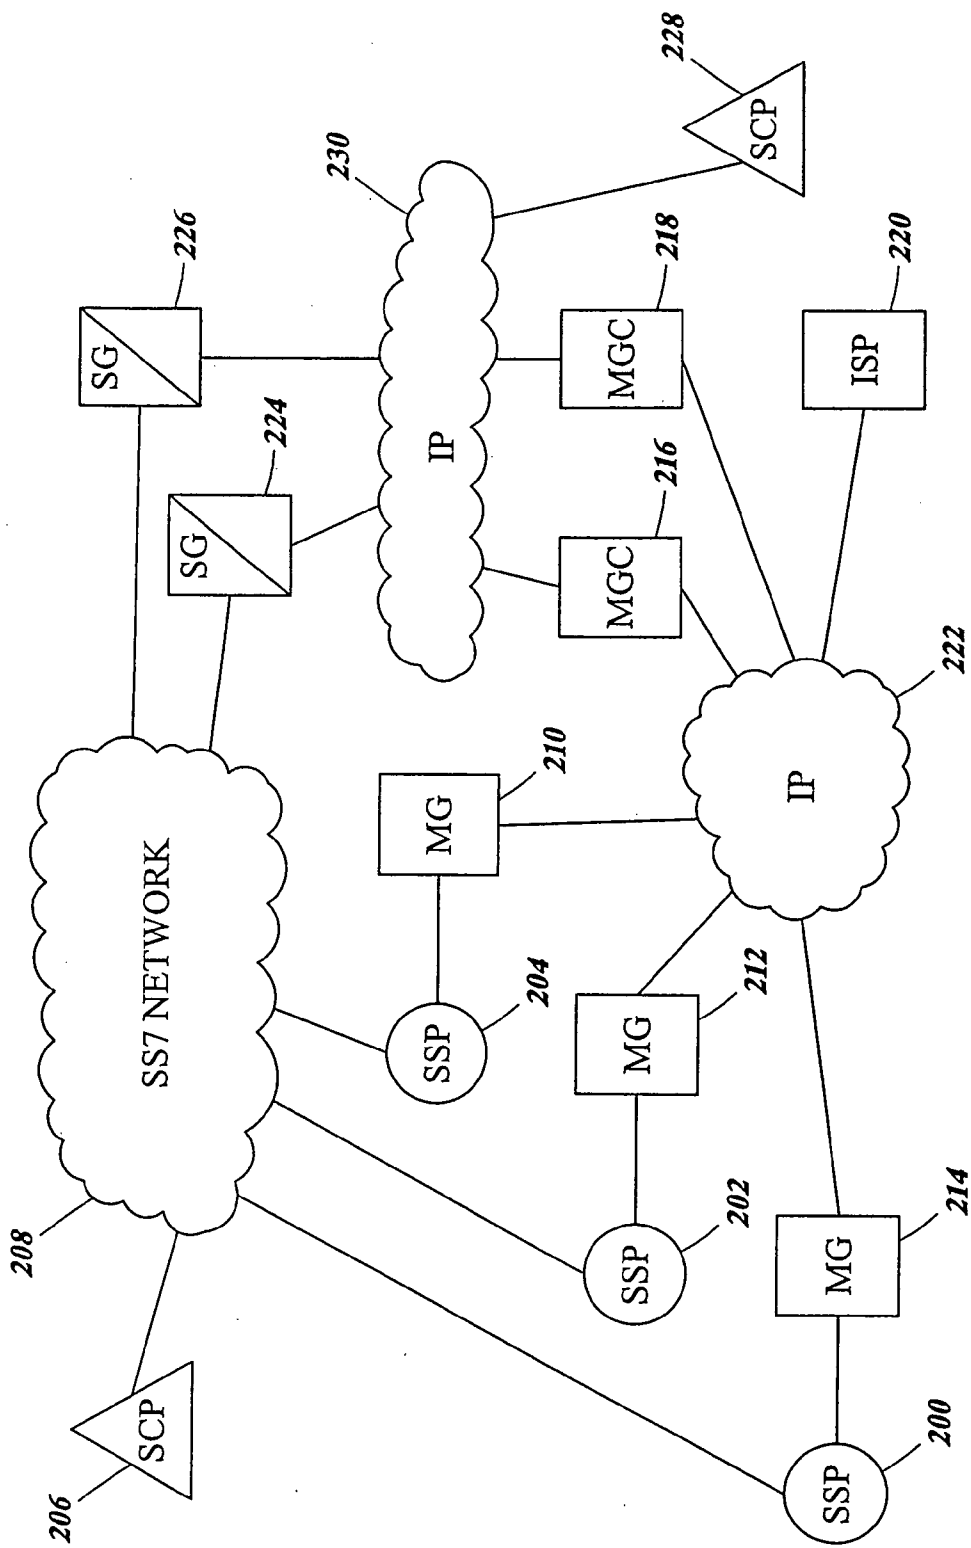 206
SCP
208
SS7 NETWORK
SG
226
SG
224
230
IP
228
SCP
SSP
204
MG
210
MGC
216
MGC
218
SSP
202
MG
212
SSP
200
MG
214
IP
222
ISP
220